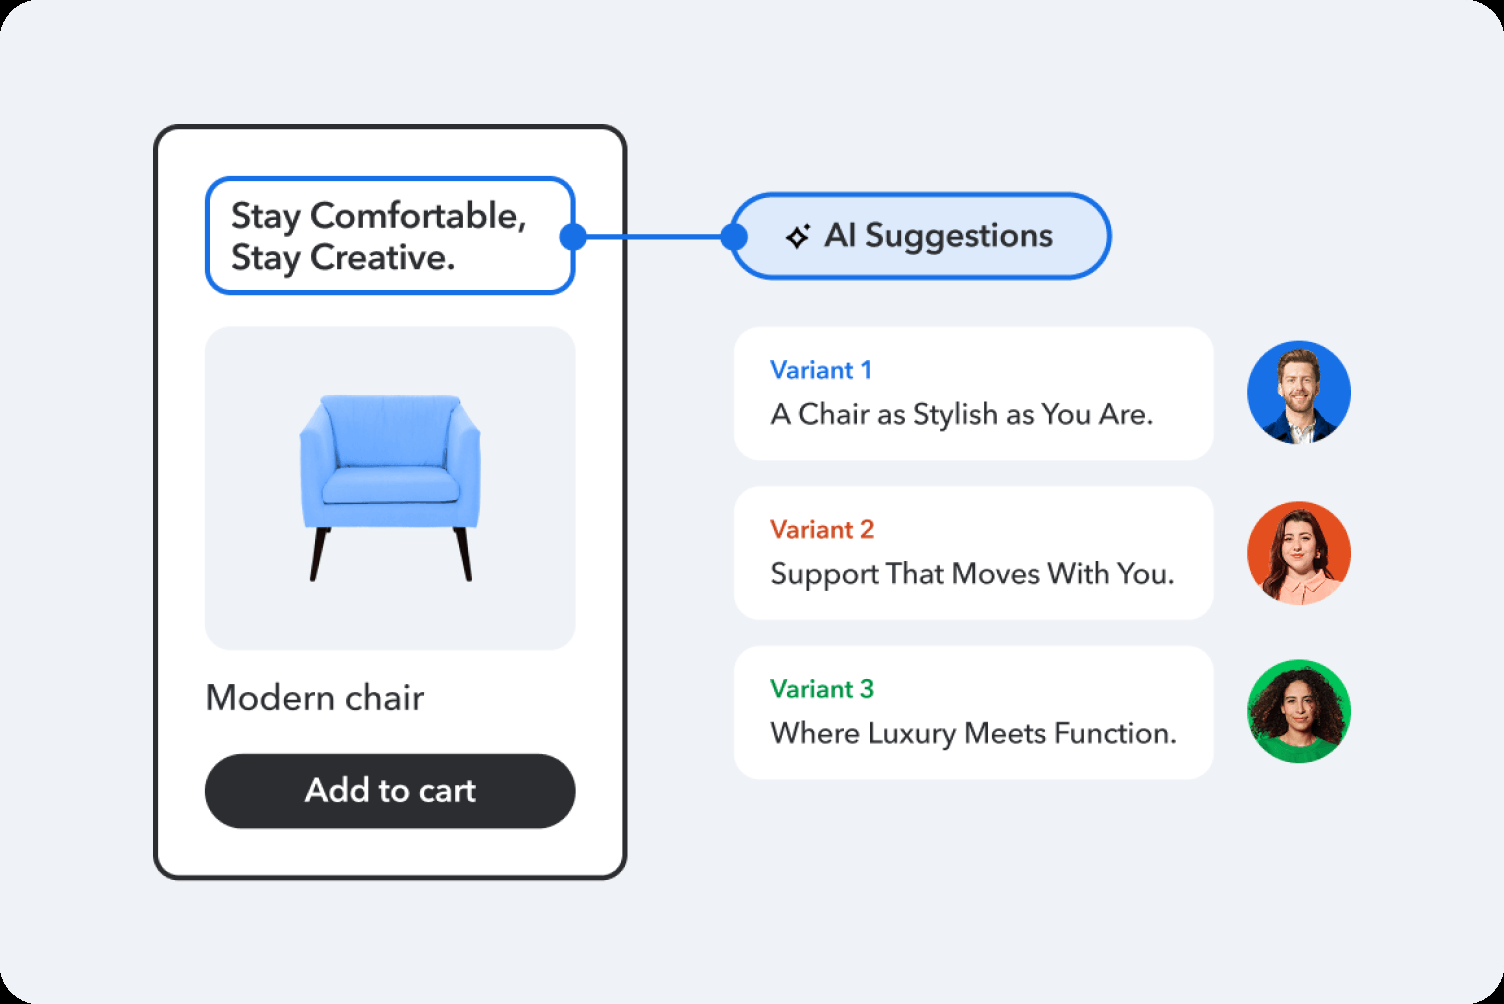 Stay Comfortable,
Stay Creative.
Modern chair
Add to cart
AI Suggestions
Variant 1
A Chair as Stylish as You Are.
Variant 2
Support That Moves With You.
Variant 3
Where Luxury Meets Function.